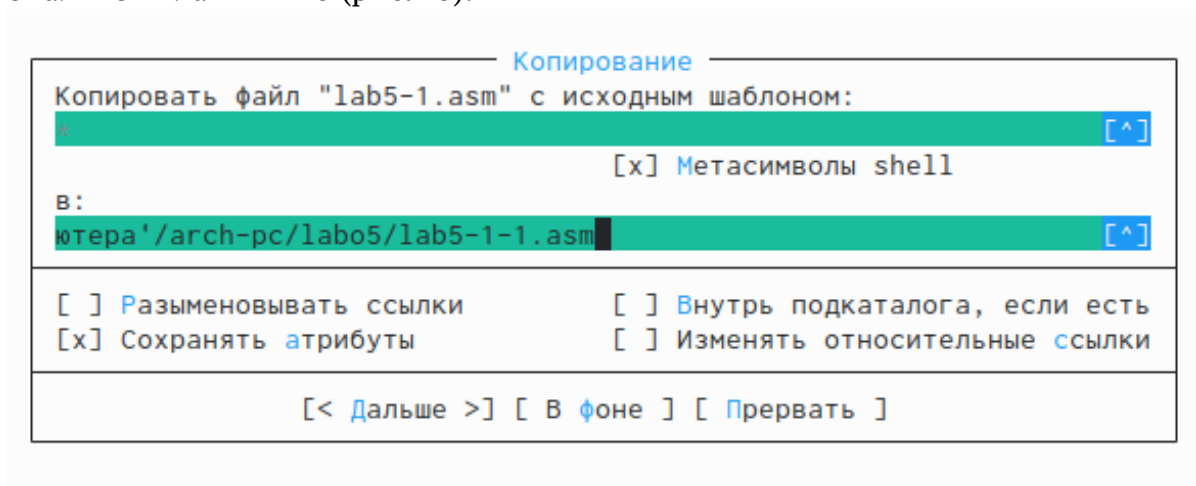 Копирование
Копировать файл "lab5-1.asm" с исходным шаблоном:
* [^]
[x] Метасимволы shell
в:
ютера'/arch-pc/labo5/lab5-1-1.asm [^]
[ ] Разыменовывать ссылки [ ] Внутрь подкаталога, если есть
[x] Сохранять атрибуты [ ] Изменять относительные ссылки
[< Дальше >] [ В фоне ] [ Прервать ]